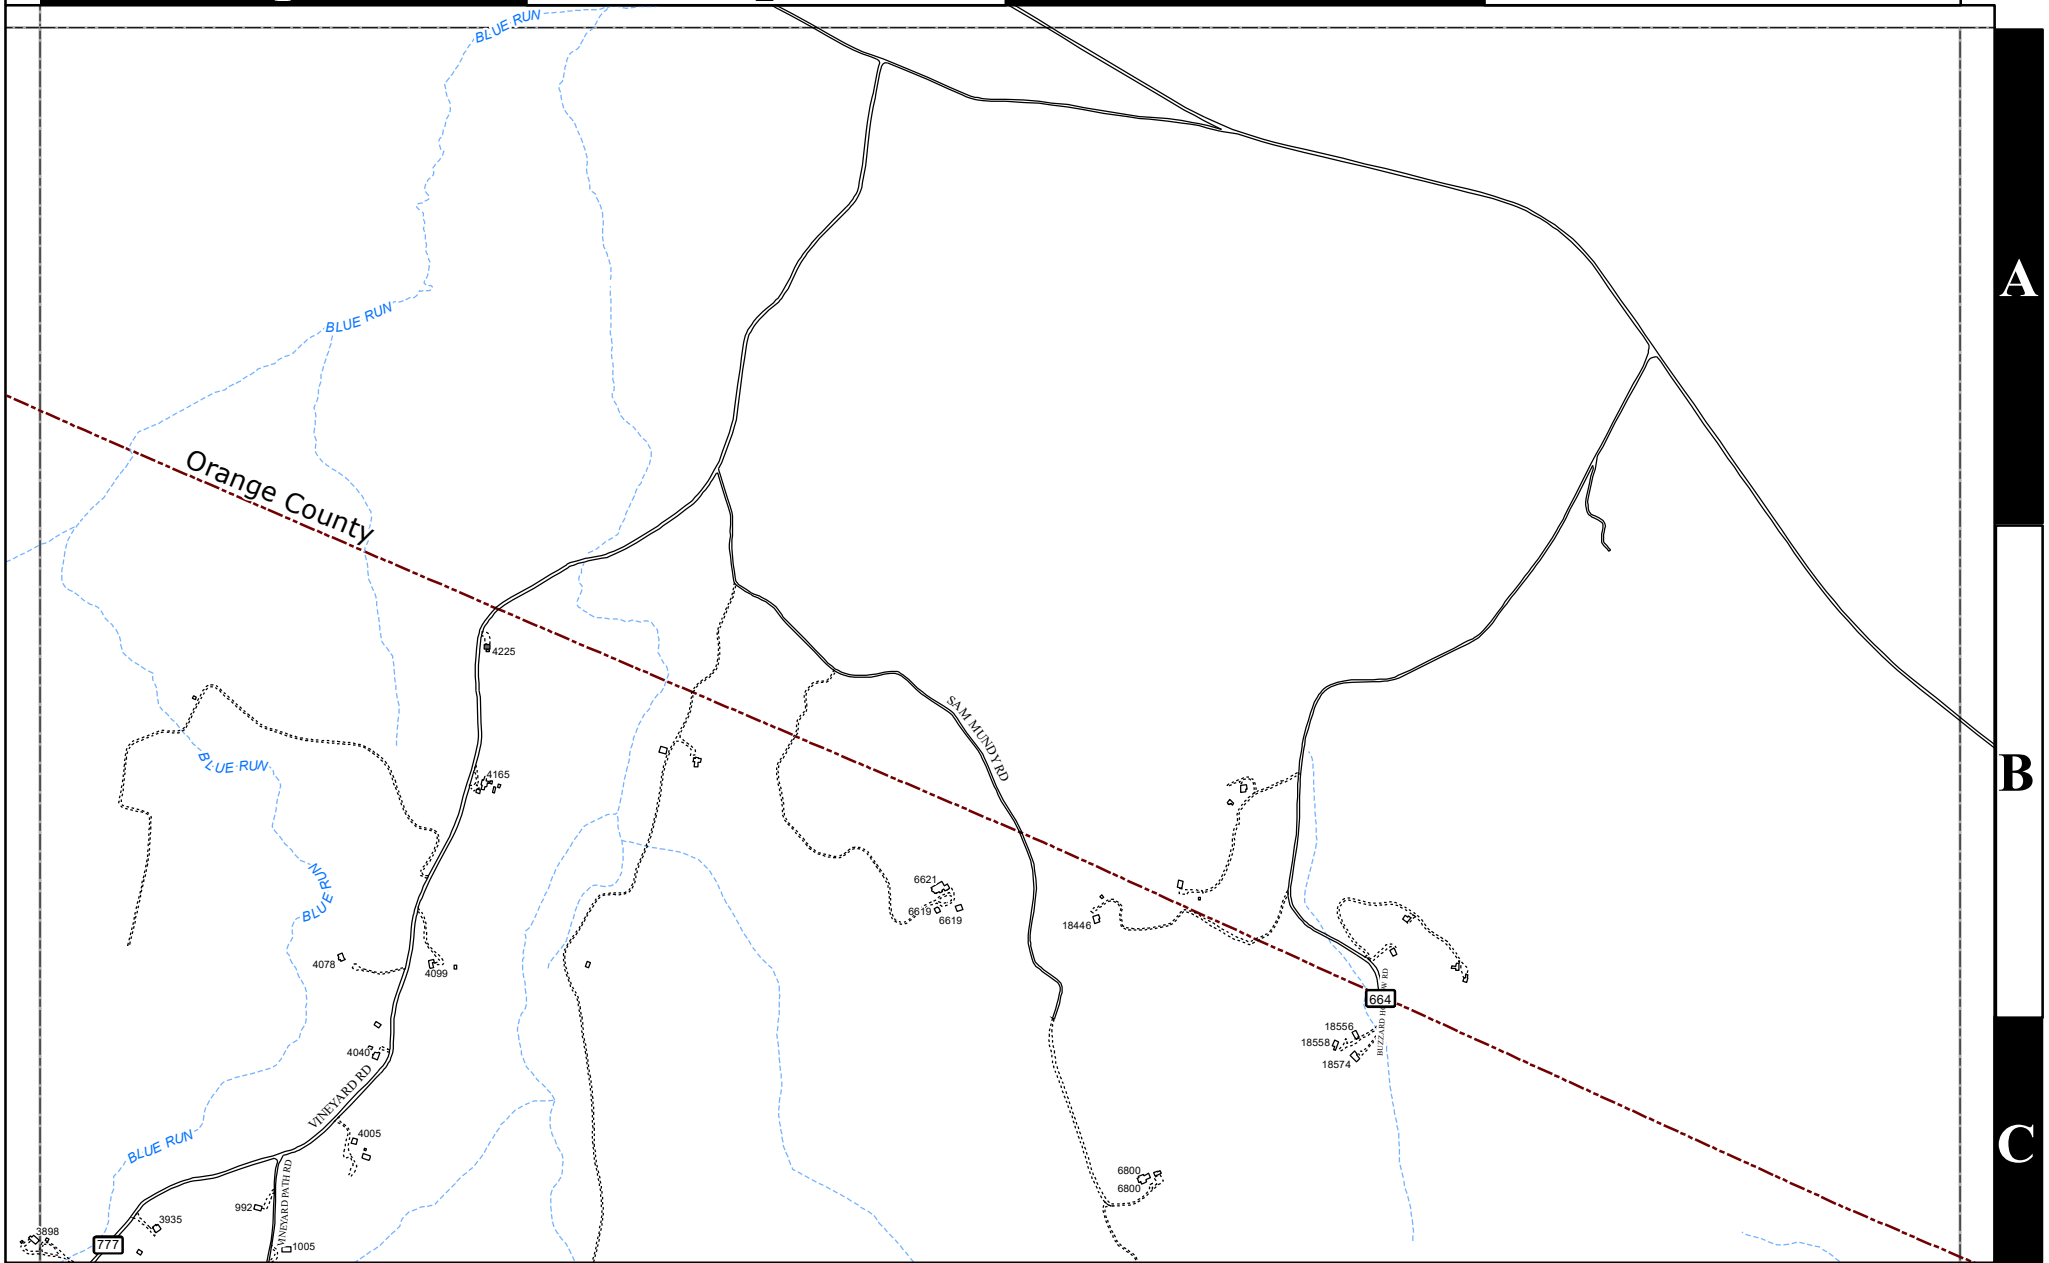 BLUE RUN
A
BLUE RUN
Orange County
4225
SAM MUNDY RD
BLUE RUN
4165
B
BLUE RUN
6621
6619
6619
18446
4078
4099
664
18556
18558
18574
4040
VINEYARD RD
4005
BLUE RUN
C
6800
6800
VINEYARD PATH RD
992
3935
3898
777
1005